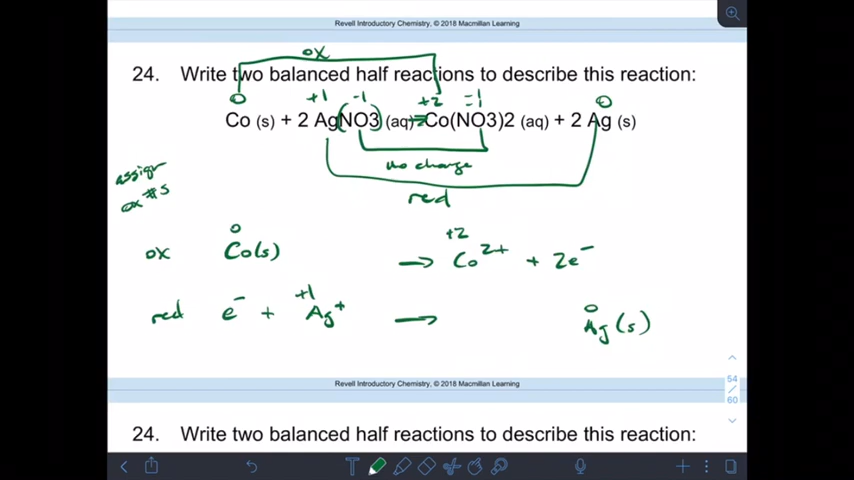 Revell Introductory Chemistry, © 2018 Macmillan Learning
ox
24. Write two balanced half reactions to describe this reaction:
0 +1 -1 +2 -1 0
Co (s) + 2 Ag(NO3) (aq) → Co(NO3)2 (aq) + 2 Ag (s)
no change
assign
ox #s
red
0 +2
ox Co(s) → Co2+ + 2e-
+1 0
red e- + Ag+ → Ag(s)
Revell Introductory Chemistry, © 2018 Macmillan Learning
54
/
60
24. Write two balanced half reactions to describe this reaction: